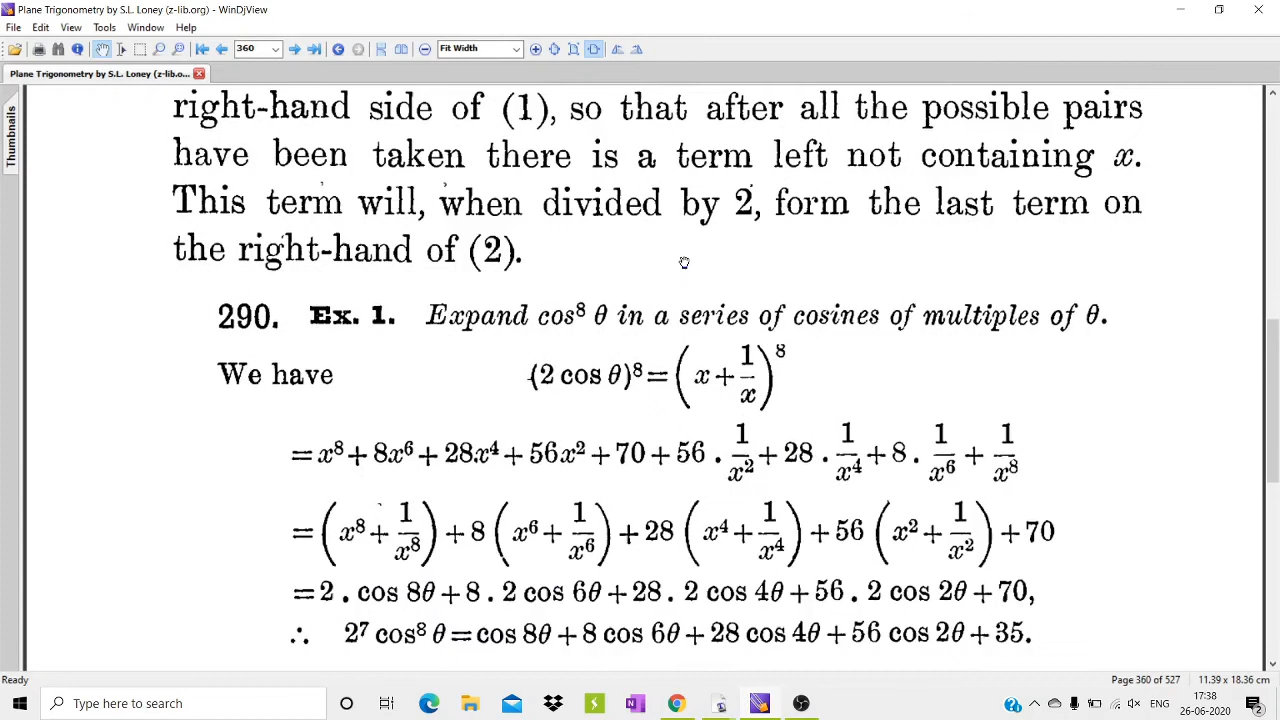 Plane Trigonometry by S.L. Loney (z-lib.org) - WinDjView
File Edit View Tools Window Help
360 Fit Width
Plane Trigonometry by S.L. Loney (z-lib.o...
Thumbnails
right-hand side of (1), so that after all the possible pairs
have been taken there is a term left not containing x.
This term will, when divided by 2, form the last term on
the right-hand of (2).
290. Ex. 1. Expand cos⁸ θ in a series of cosines of multiples of θ.
We have (2 cos θ)⁸ = (x + 1/x)⁸
= x⁸ + 8x⁶ + 28x⁴ + 56x² + 70 + 56 . 1/x² + 28 . 1/x⁴ + 8 . 1/x⁶ + 1/x⁸
= (x⁸ + 1/x⁸) + 8 (x⁶ + 1/x⁶) + 28 (x⁴ + 1/x⁴) + 56 (x² + 1/x²) + 70
= 2 . cos 8θ + 8 . 2 cos 6θ + 28 . 2 cos 4θ + 56 . 2 cos 2θ + 70,
∴ 2⁷ cos⁸ θ = cos 8θ + 8 cos 6θ + 28 cos 4θ + 56 cos 2θ + 35.
Ready Page 360 of 527 11.39 x 18.36 cm
Type here to search ENG 17:38
26-06-2020 2